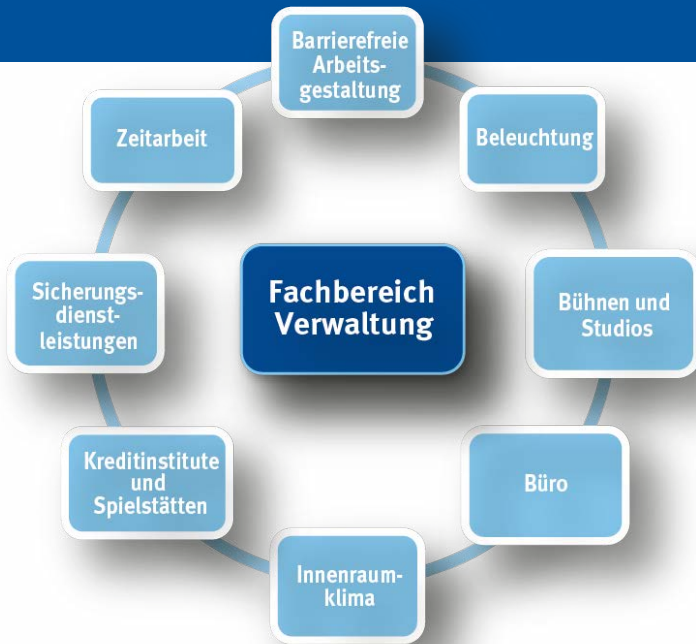 Barrierefreie
Arbeits-
gestaltung
Beleuchtung
Bühnen und
Studios
Büro
Innenraum-
klima
Kreditinstitute
und
Spielstätten
Sicherungs-
dienst-
leistungen
Zeitarbeit
Fachbereich
Verwaltung